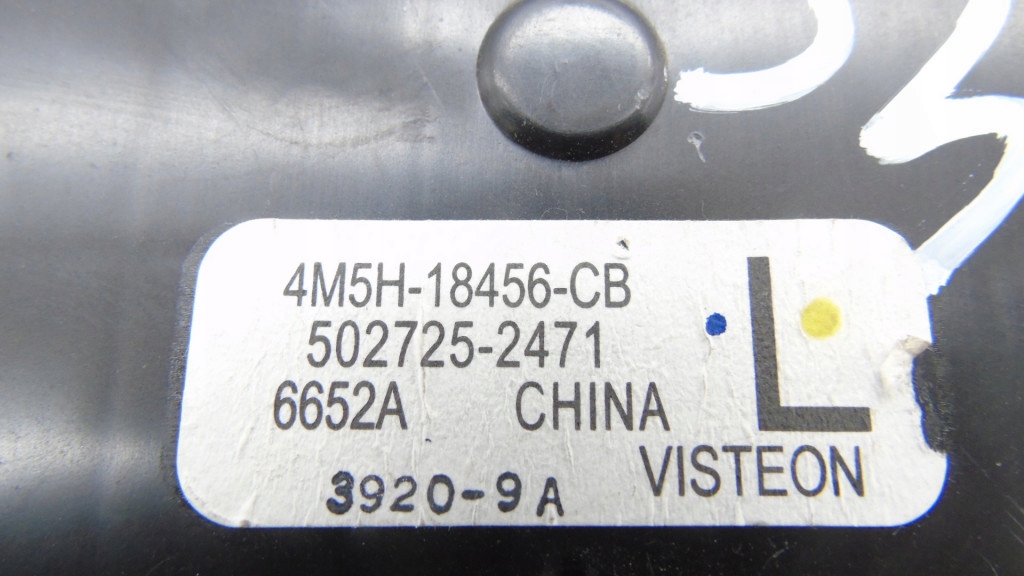 4M5H-18456-CB
502725-2471
6652A CHINA
L
VISTEON
3920-9A